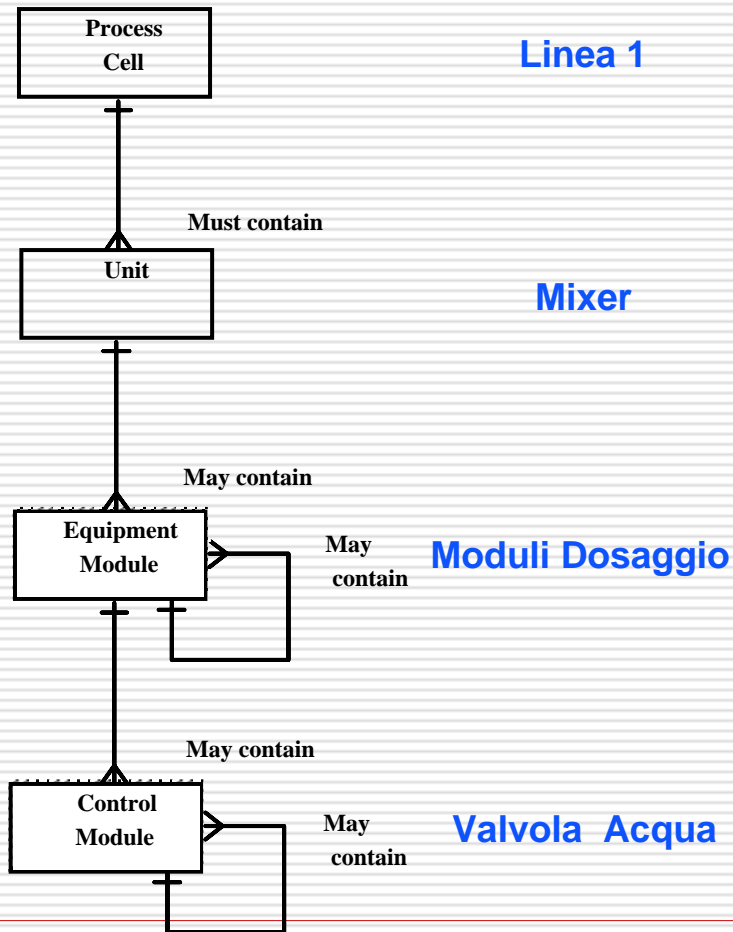 Process
Cell
Linea 1
Must contain
Unit
Mixer
May contain
Equipment
Module
May
contain
Moduli Dosaggio
May contain
Control
Module
May
contain
Valvola Acqua